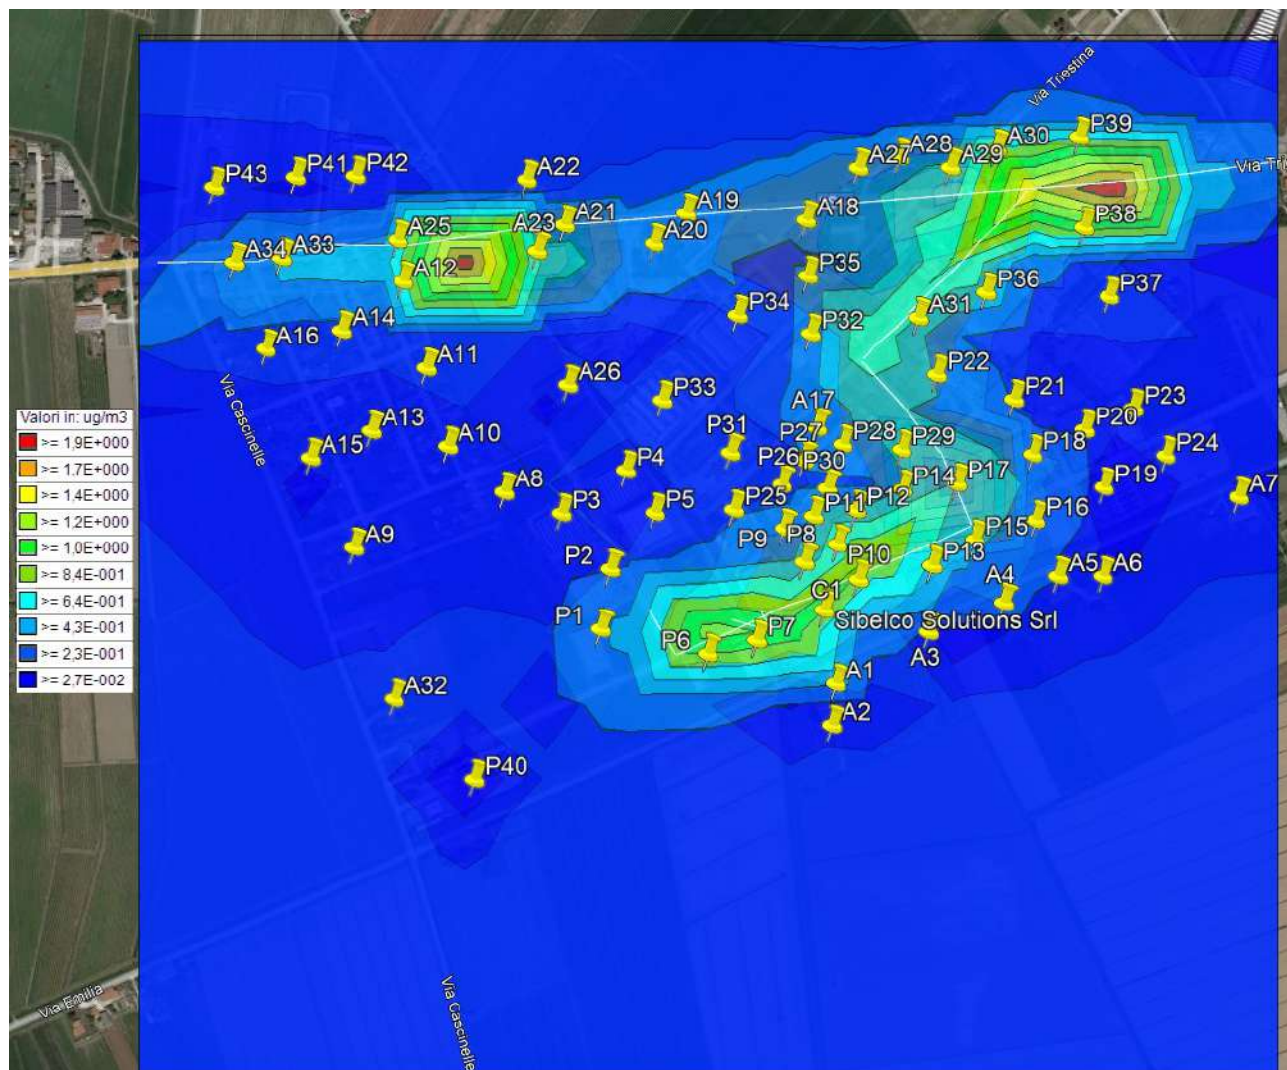 Via Triestina
P39
A30
A28
A27
A29
Via Tri
P43
P41
P42
A22
A19
A18
P38
A25
A23
A21
A20
A34
A33
A12
P35
P36
P37
P34
A31
P32
A14
A16
A11
A26
P33
P22
P21
P23
P20
Via Cascinelle
Valori in: ug/m3
>= 1,9E+000
>= 1,7E+000
>= 1,4E+000
>= 1,2E+000
>= 1,0E+000
>= 8,4E-001
>= 6,4E-001
>= 4,3E-001
>= 2,3E-001
>= 2,7E-002
A13
A15
A10
A17
P27
P28
P29
P31
P18
P24
P4
P26
P30
P14
P17
P19
A7
A8
P3
P5
P25
P11
P12
P16
A9
P9
P8
P15
P2
P10
P13
A4
A5
A6
P1
C1
Sibelco Solutions Srl
P6
P7
A3
A32
A1
A2
P40
Via Emilia
Via Cascinelle